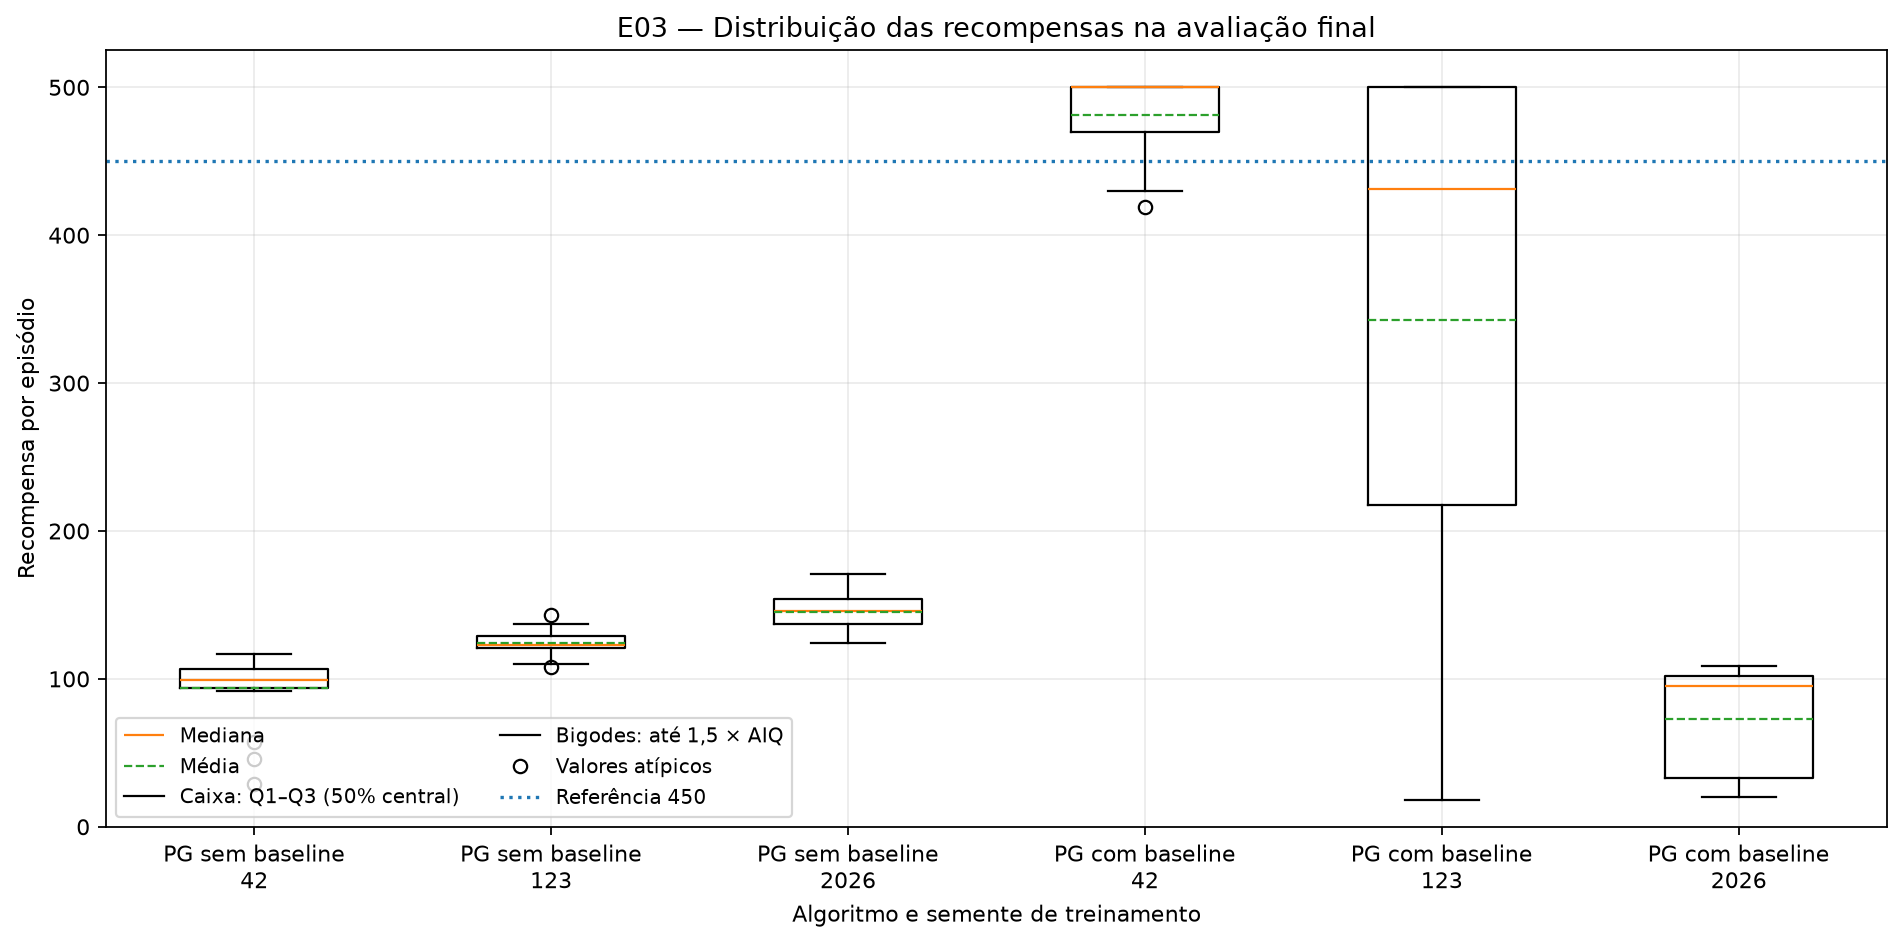 E03 — Distribuição das recompensas na avaliação final
Recompensa por episódio
500
400
300
200
100
0
Mediana
Média
Caixa: Q1–Q3 (50% central)
Bigodes: até 1,5 × AIQ
Valores atípicos
Referência 450
PG sem baseline
42
PG sem baseline
123
PG sem baseline
2026
PG com baseline
42
PG com baseline
123
PG com baseline
2026
Algoritmo e semente de treinamento